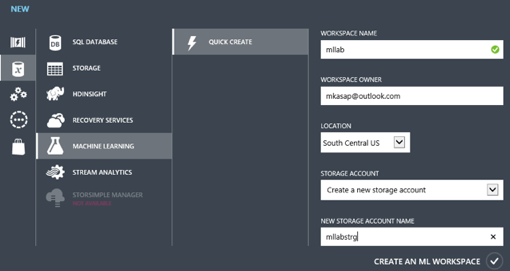 NEW
DB
SQL DATABASE
STORAGE
HDINSIGHT
RECOVERY SERVICES
MACHINE LEARNING
STREAM ANALYTICS
STORSIMPLE MANAGER
QUICK CREATE
WORKSPACE NAME
mllab
WORKSPACE OWNER
mkasap@outlook.com
LOCATION
South Central US
STORAGE ACCOUNT
Create a new storage account
NEW STORAGE ACCOUNT NAME
mllabstrg
CREATE AN ML WORKSPACE